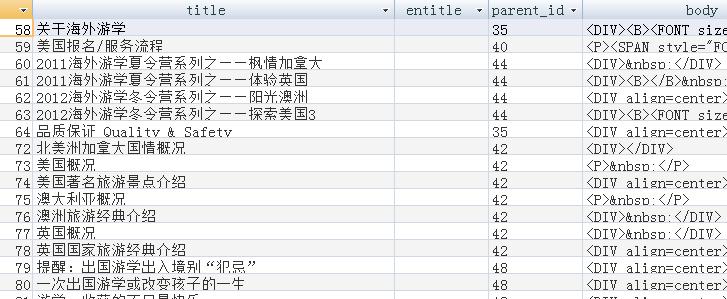 title entitle parent_id body
58 关于海外游学 35 <DIV><B><FONT size
59 美国报名/服务流程 40 <P><SPAN style="FO
60 2011海外游学夏令营系列之一一枫情加拿大 44 <DIV>&nbsp;</DIV>
61 2011海外游学夏令营系列之一一体验英国 44 <DIV><B></B>&nbsp;
62 2012海外游学冬令营系列之一一阳光澳洲 44 <DIV align=center>
63 2012海外游学冬令营系列之一一探索美国3 44 <DIV><B><FONT size
64 品质保证 Quality & Safety 35 <DIV align=center>
72 北美洲加拿大国情概况 42 <DIV></DIV>
73 美国概况 42 <P>&nbsp;</P>
74 美国著名旅游景点介绍 42 <DIV align=center>
75 澳大利亚概况 42 <P>&nbsp;</P>
76 澳洲旅游经典介绍 42 <DIV>&nbsp;</DIV>
77 英国概况 42 <DIV>&nbsp;</DIV>
78 英国国家旅游经典介绍 42 <DIV align=center>
79 提醒：出国游学出入境别“犯忌” 48 <DIV align=center>
80 一次出国游学或改变孩子的一生 48 <DIV align=center>